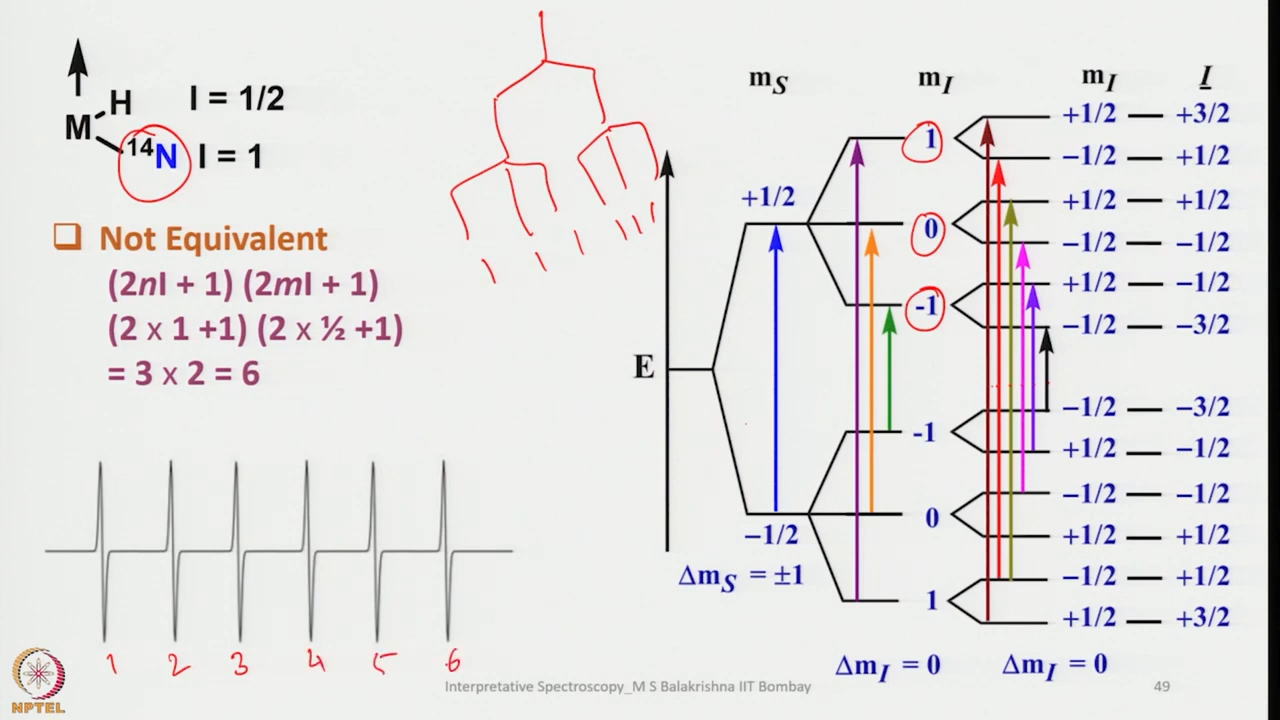 H I = 1/2
M
14N I = 1
Not Equivalent
(2nI + 1) (2mI + 1)
(2 x 1 +1) (2 x ½ +1)
= 3 x 2 = 6
1 2 3 4 5 6
E
mS mI mI I
+1/2
−1/2
ΔmS = ±1
1
0
-1
-1
0
1
+1/2 — +3/2
−1/2 — +1/2
+1/2 — +1/2
−1/2 — −1/2
+1/2 — −1/2
−1/2 — −3/2
−1/2 — −3/2
+1/2 — −1/2
−1/2 — −1/2
+1/2 — +1/2
−1/2 — +1/2
+1/2 — +3/2
ΔmI = 0 ΔmI = 0
NPTEL
Interpretative Spectroscopy_M S Balakrishna IIT Bombay 49